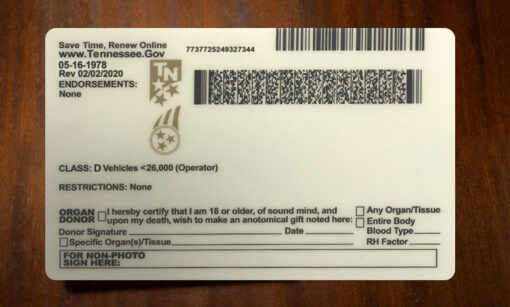 Save Time, Renew Online
www.Tennessee.Gov
7737725249327344
05-16-1978
Rev 02/02/2020
ENDORSEMENTS:
None
TN
CLASS: D Vehicles <26,000 (Operator)
RESTRICTIONS: None
ORGAN DONOR I hereby certify that I am 18 or older, of sound mind, and upon my death, wish to make an anatomical gift noted here:
Any Organ/Tissue
Entire Body
Donor Signature Date Blood Type
Specific Organ(s)/Tissue RH Factor
FOR NON-PHOTO
SIGN HERE: